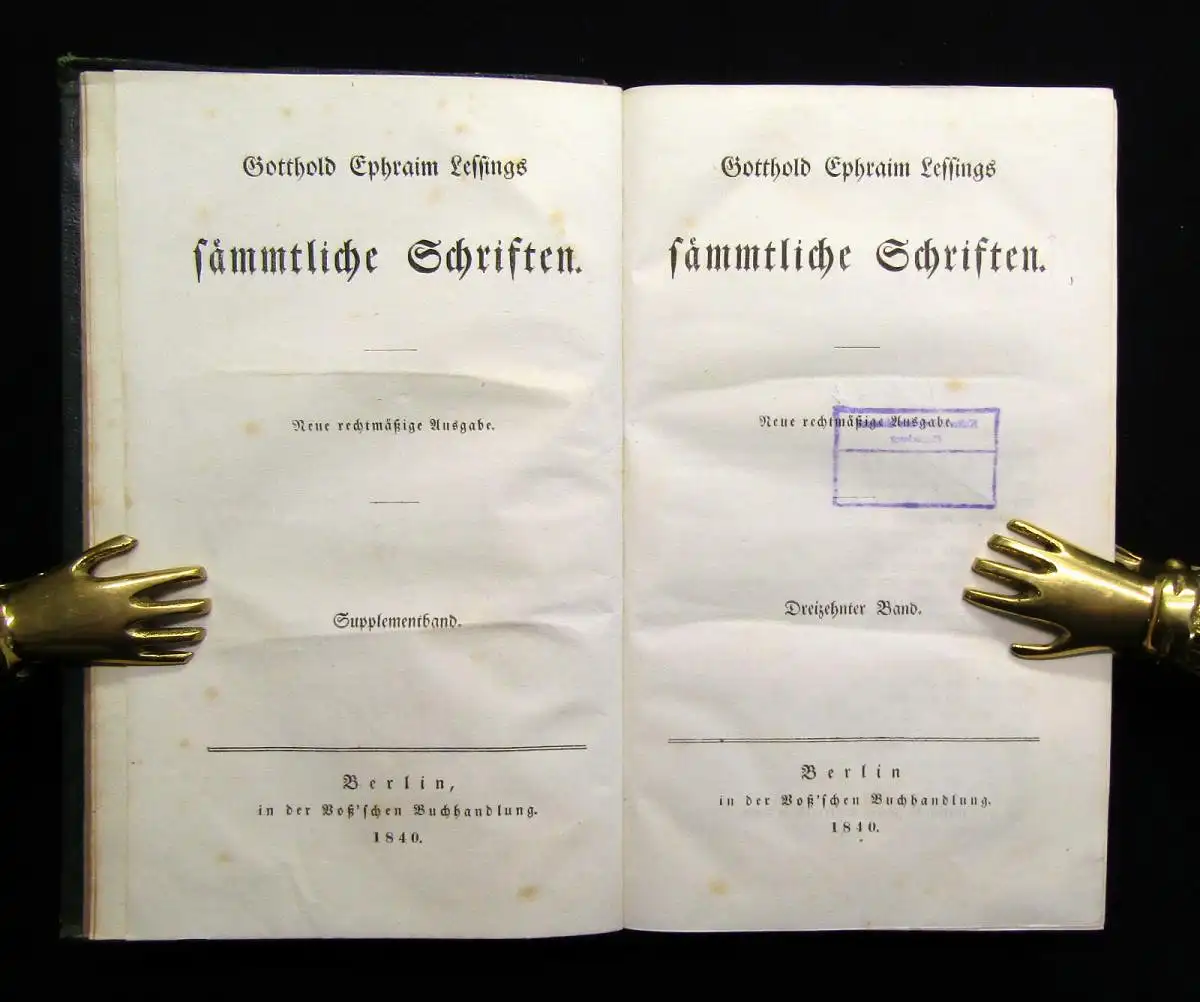 Gotthold Ephraim Lessings
sämmtliche Schriften.
Neue rechtmäßige Ausgabe.
Supplementband.
Berlin,
in der Voß'schen Buchhandlung.
1840.
Gotthold Ephraim Lessings
sämmtliche Schriften.
Neue rechtmäßige Ausgabe.
Dreizehnter Band.
Berlin
in der Voß'schen Buchhandlung.
1840.